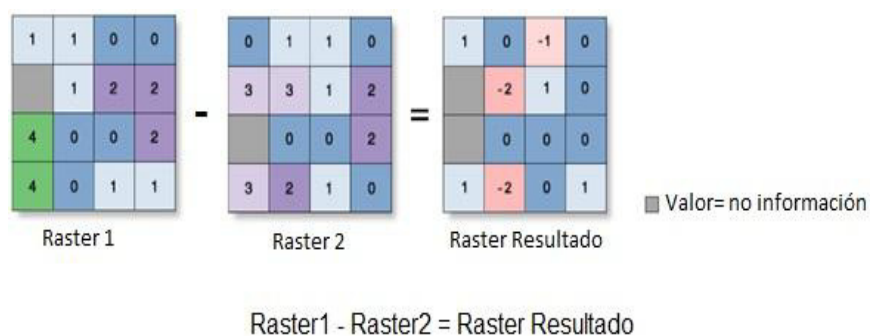 1 1 0 0 0 1 1 0 1 0 -1 0
1 2 2 3 3 1 2 -2 1 0
- =
4 0 0 2 0 0 2 0 0 0
4 0 1 1 3 2 1 0 1 -2 0 1
Valor= no información
Raster 1 Raster 2 Raster Resultado
Raster1 - Raster2 = Raster Resultado